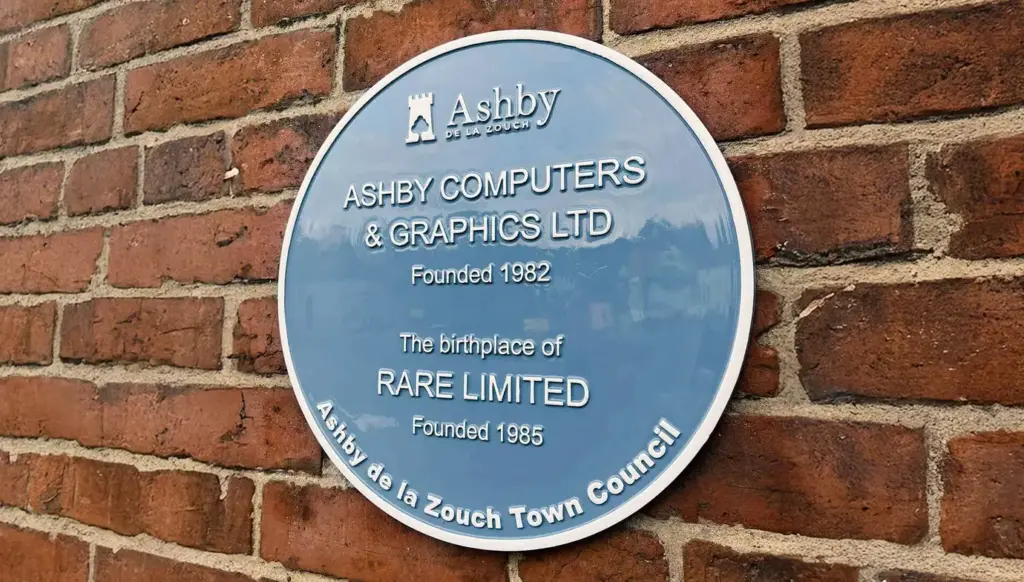 Ashby
DE LA ZOUCH
ASHBY COMPUTERS
& GRAPHICS LTD
Founded 1982
The birthplace of
RARE LIMITED
Founded 1985
Ashby de la Zouch Town Council